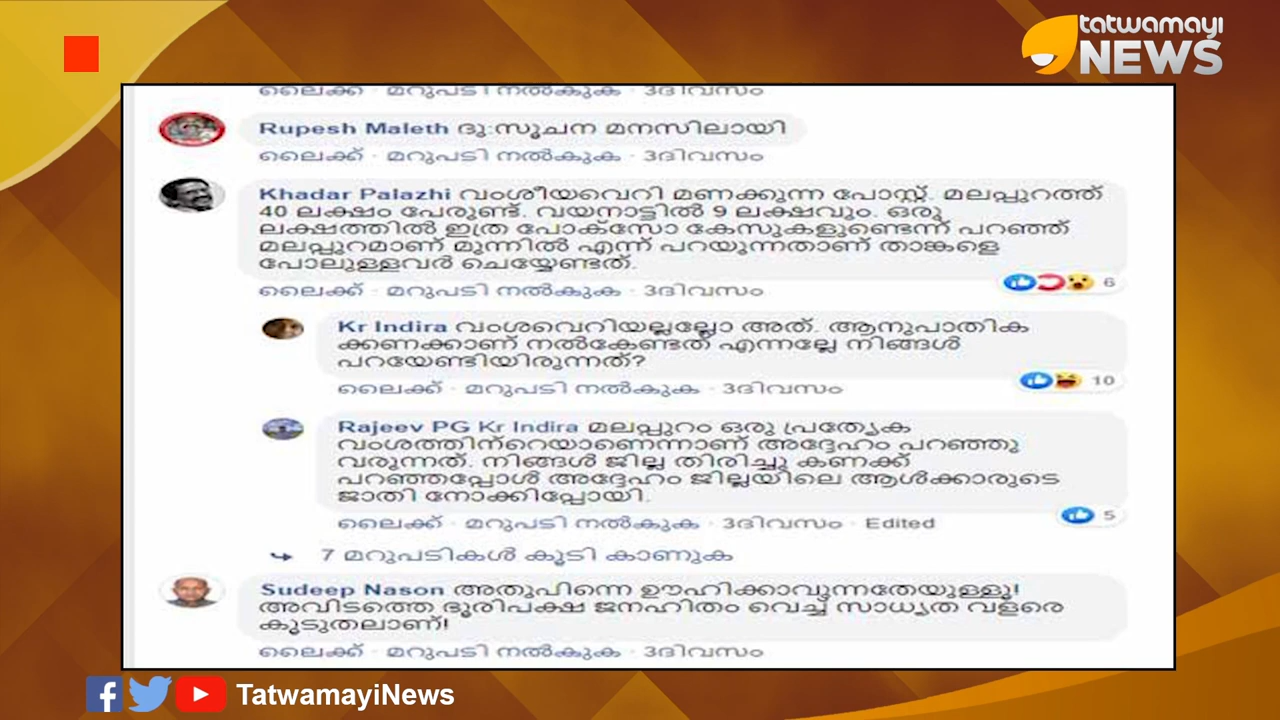 tatwamayi
NEWS
ലൈക്ക് · മറുപടി നൽകുക · 3ദിവസം
Rupesh Maleth ദു:സൂചന മനസിലായി
ലൈക്ക് · മറുപടി നൽകുക · 3ദിവസം
Khadar Palazhi വംശീയവെറി മണക്കുന്ന പോസ്റ്റ്. മലപ്പുറത്ത്
40 ലക്ഷം പേരുണ്ട്. വയനാട്ടിൽ 9 ലക്ഷവും. ഒരു
ലക്ഷത്തിൽ ഇത്ര പോക്സോ കേസുകളുണ്ടെന്ന് പറഞ്ഞ്
മലപ്പുറമാണ് മുന്നിൽ എന്ന് പറയുന്നതാണ് താങ്കളെ
പോലുള്ളവർ ചെയ്യേണ്ടത്.
ലൈക്ക് · മറുപടി നൽകുക · 3ദിവസം
6
Kr Indira വംശവെറിയല്ലല്ലോ അത്. ആനുപാതിക
ക്കണക്കാണ് നൽകേണ്ടത് എന്നല്ലേ നിങ്ങൾ
പറയേണ്ടിയിരുന്നത്?
ലൈക്ക് · മറുപടി നൽകുക · 3ദിവസം
10
Rajeev PG Kr Indira മലപ്പുറം ഒരു പ്രത്യേക
വംശത്തിന്റെയാണെന്നാണ് അദ്ദേഹം പറഞ്ഞു
വരുന്നത്. നിങ്ങൾ ജില്ല തിരിച്ചു കണക്ക്
പറഞ്ഞപ്പോൾ അദ്ദേഹം ജില്ലയിലെ ആൾക്കാരുടെ
ജാതി നോക്കിപ്പോയി.
ലൈക്ക് · മറുപടി നൽകുക · 3ദിവസം · Edited
5
7 മറുപടികൾ കൂടി കാണുക
Sudeep Nason അതുപിന്നെ ഊഹിക്കാവുന്നതേയുള്ളൂ!
അവിടത്തെ ഭൂരിപക്ഷ ജനഹിതം വെച്ച് സാധ്യത വളരെ
കൂടുതലാണ്!
ലൈക്ക് · മറുപടി നൽകുക · 3ദിവസം
TatwamayiNews